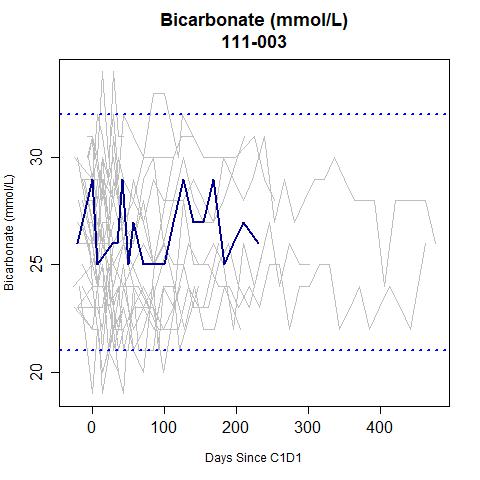 Bicarbonate (mmol/L)
111-003
Bicarbonate (mmol/L)
30
25
20
0 100 200 300 400
Days Since C1D1